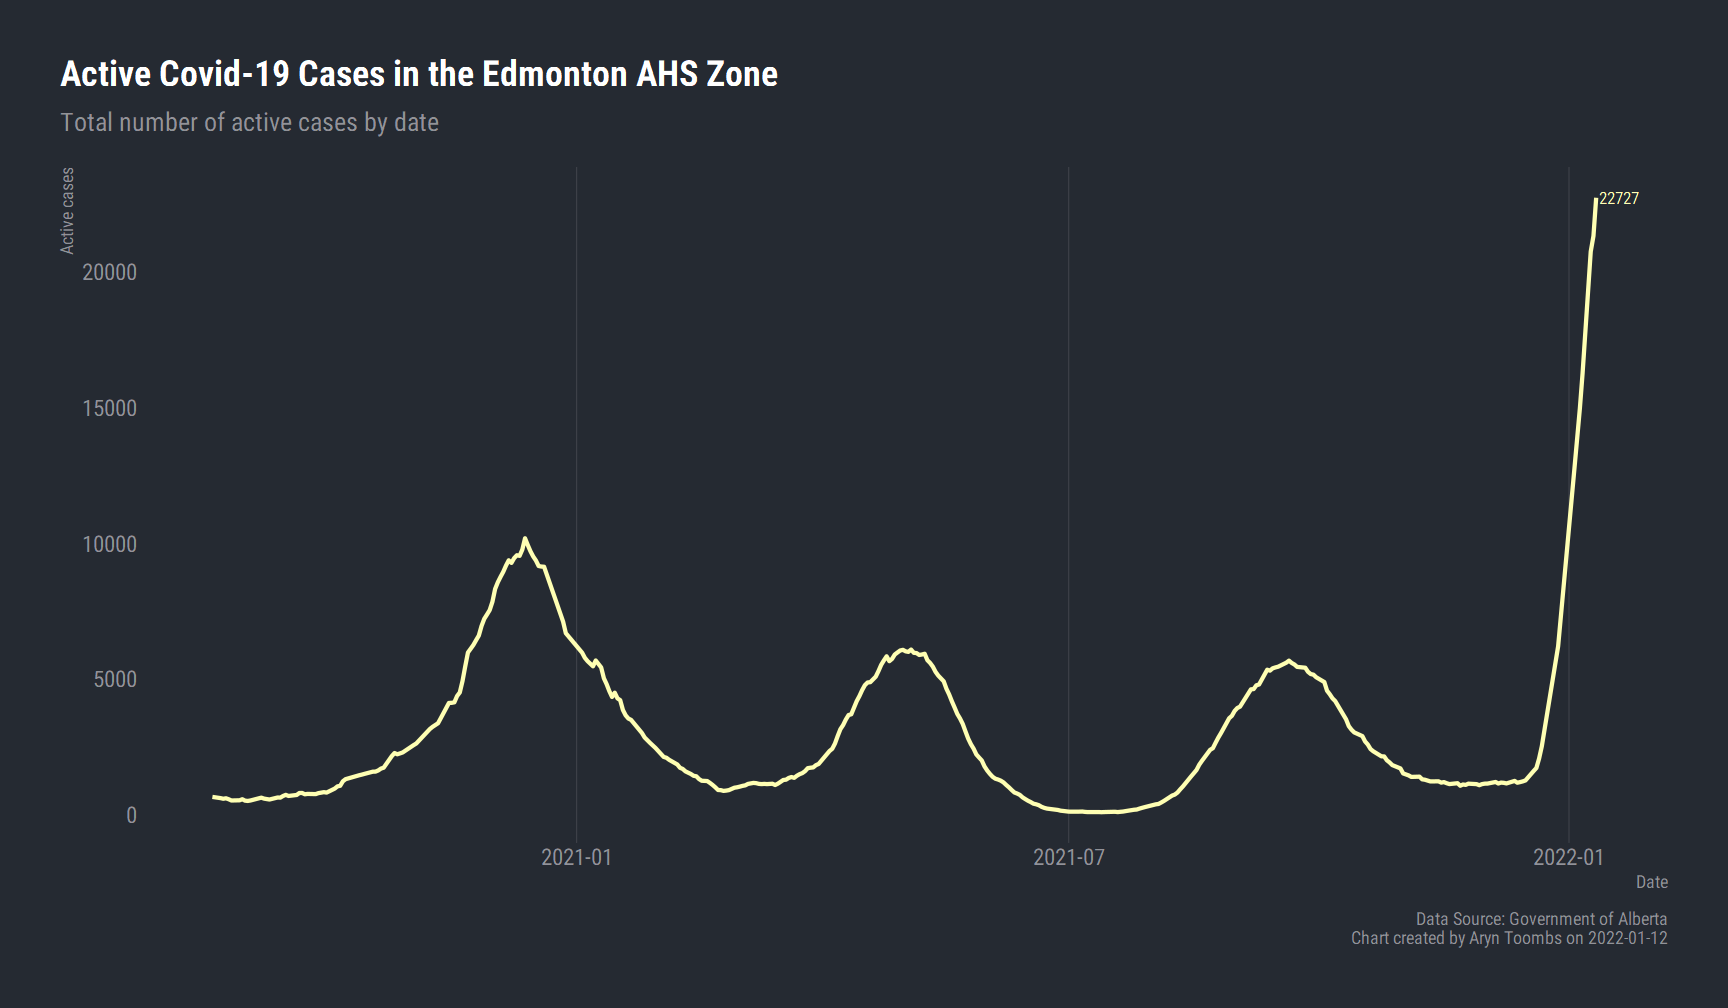 Active Covid-19 Cases in the Edmonton AHS Zone
Total number of active cases by date
Active cases
22727
20000
15000
10000
5000
0
2021-01
2021-07
2022-01
Date
Data Source: Government of Alberta
Chart created by Aryn Toombs on 2022-01-12